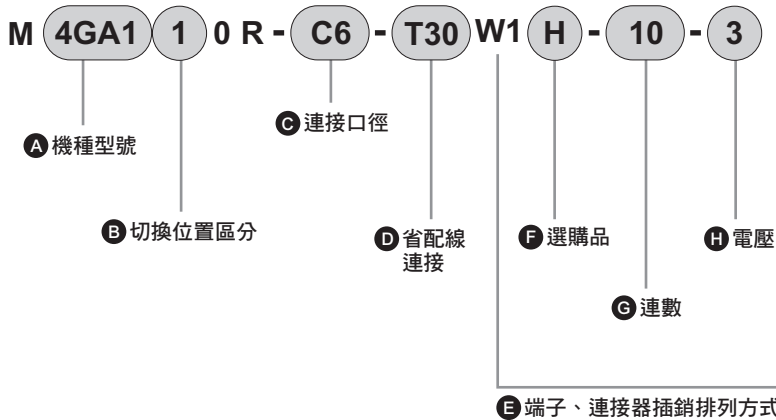 M 4GA1 1 0 R - C6 - T30 W1 H - 10 - 3
A 機種型號
B 切換位置區分
C 連接口徑
D 省配線
連接
E 端子、連接器插銷排列方式
F 選購品
G 連數
H 電壓